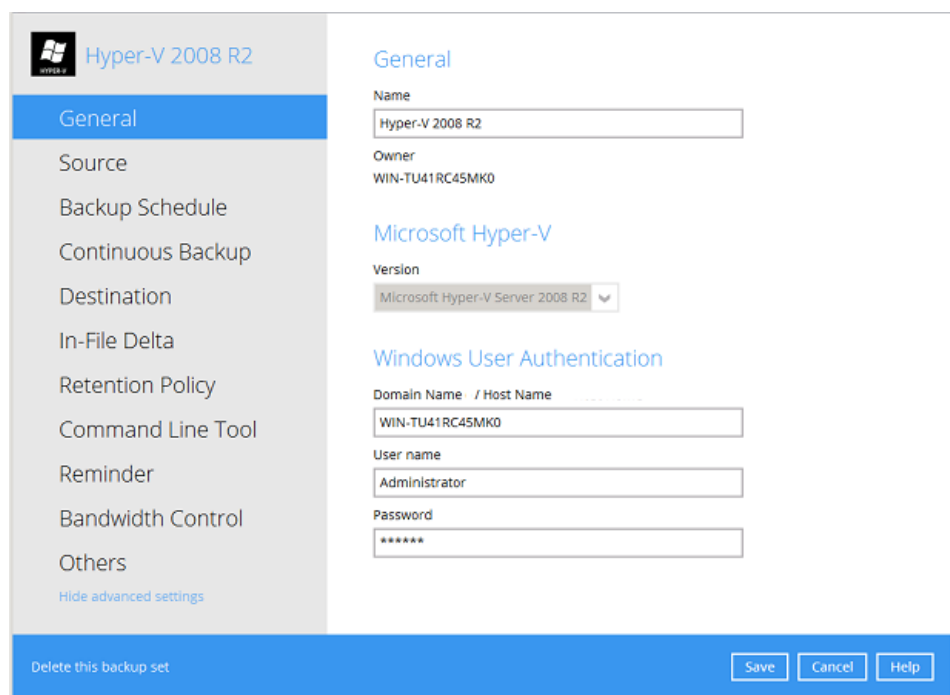 HYPER-V
Hyper-V 2008 R2
General
Source
Backup Schedule
Continuous Backup
Destination
In-File Delta
Retention Policy
Command Line Tool
Reminder
Bandwidth Control
Others
Hide advanced settings
General
Name
Hyper-V 2008 R2
Owner
WIN-TU41RC45MK0
Microsoft Hyper-V
Version
Microsoft Hyper-V Server 2008 R2
Windows User Authentication
Domain Name / Host Name
WIN-TU41RC45MK0
User name
Administrator
Password
******
Delete this backup set
Save
Cancel
Help